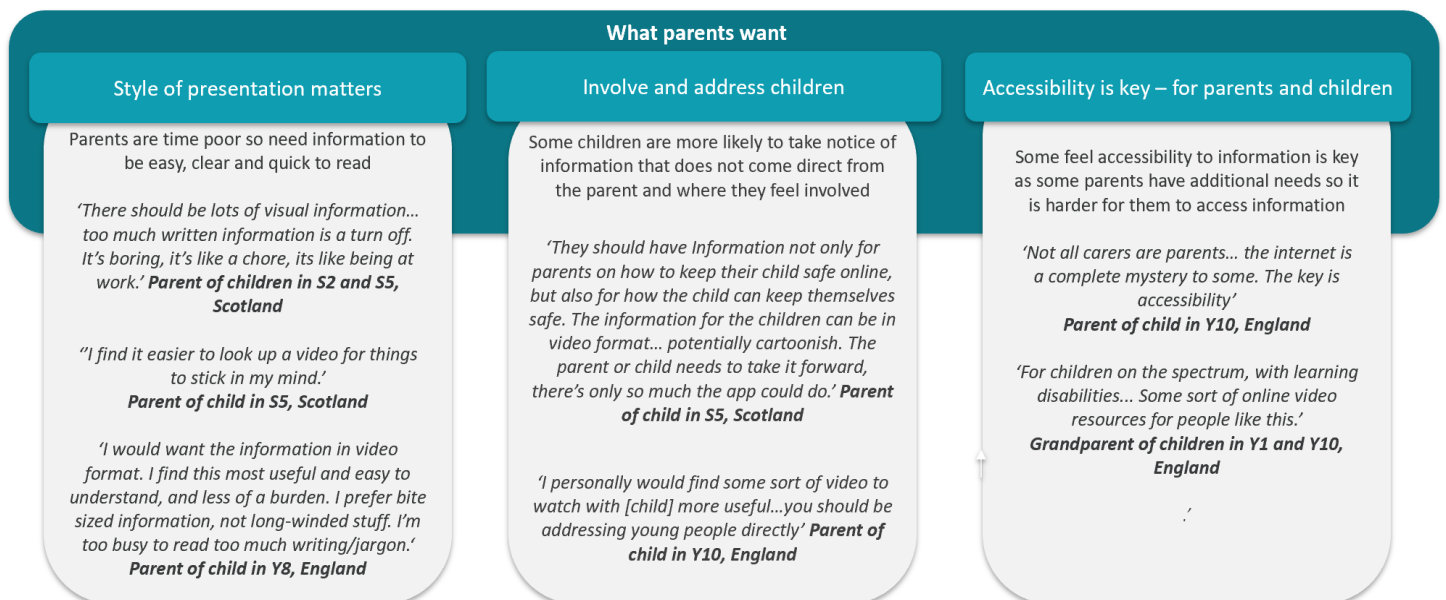 What parents want
Style of presentation matters
Parents are time poor so need information to
be easy, clear and quick to read
‘There should be lots of visual information…
too much written information is a turn off.
It’s boring, it’s like a chore, its like being at
work.’ Parent of children in S2 and S5,
Scotland
‘’I find it easier to look up a video for things
to stick in my mind.’
Parent of child in S5, Scotland
‘I would want the information in video
format. I find this most useful and easy to
understand, and less of a burden. I prefer bite
sized information, not long-winded stuff. I’m
too busy to read too much writing/jargon.‘
Parent of child in Y8, England
Involve and address children
Some children are more likely to take notice of
information that does not come direct from
the parent and where they feel involved
‘They should have Information not only for
parents on how to keep their child safe online,
but also for how the child can keep themselves
safe. The information for the children can be in
video format… potentially cartoonish. The
parent or child needs to take it forward,
there’s only so much the app could do.’ Parent
of child in S5, Scotland
‘I personally would find some sort of video to
watch with [child] more useful…you should be
addressing young people directly’ Parent of
child in Y10, England
Accessibility is key – for parents and children
Some feel accessibility to information is key
as some parents have additional needs so it
is harder for them to access information
‘Not all carers are parents… the internet is
a complete mystery to some. The key is
accessibility’
Parent of child in Y10, England
‘For children on the spectrum, with learning
disabilities… Some sort of online video
resources for people like this.’
Grandparent of children in Y1 and Y10,
England
.’